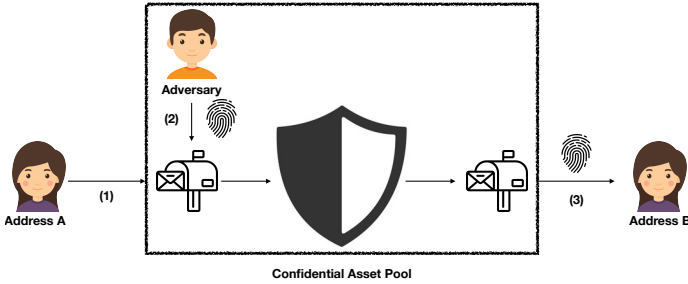 Adversary
(2)
(1)
(3)
Address A
Address B
Confidential Asset Pool